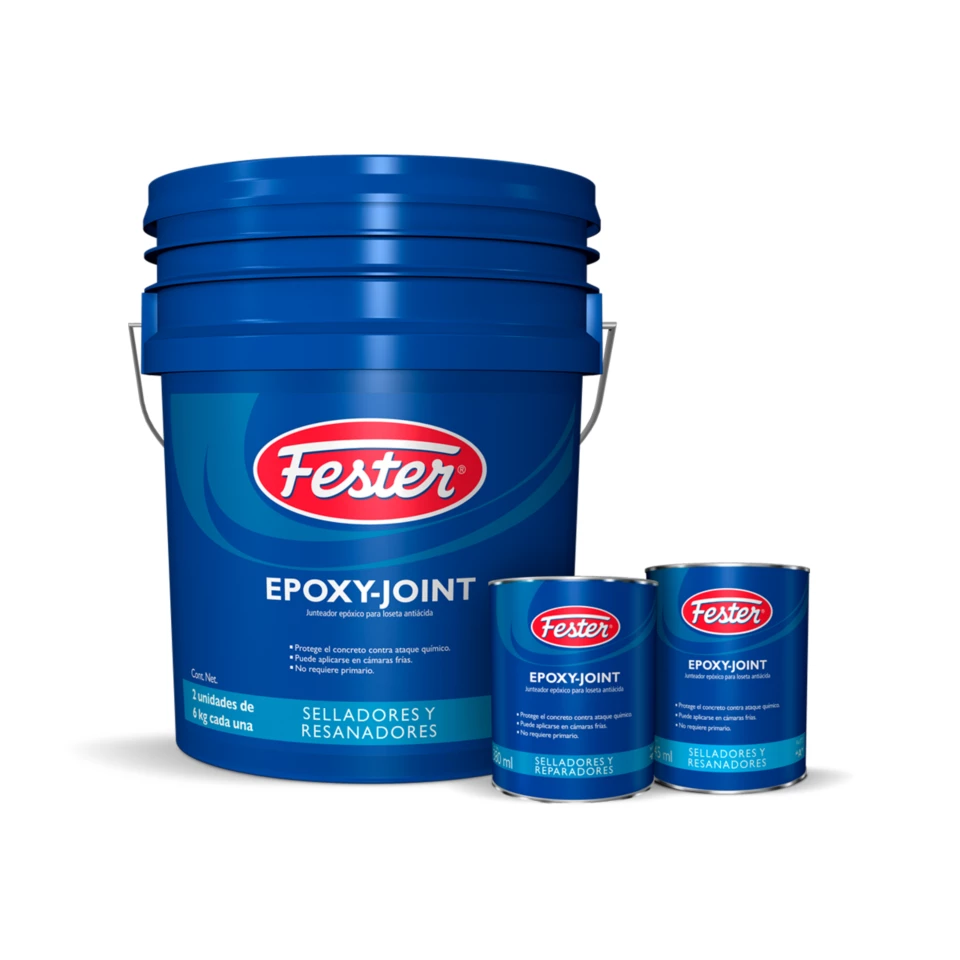 Fester®
EPOXY-JOINT
Junteador epóxico para loseta antiácida
• Protege el concreto contra ataque químico.
• Puede aplicarse en cámaras frías.
• No requiere primario.
Cont. Net.
2 unidades de
6 kg cada una
SELLADORES Y
RESANADORES
Fester®
EPOXY-JOINT
Junteador epóxico para loseta antiácida
• Protege el concreto contra ataque químico.
• Puede aplicarse en cámaras frías.
• No requiere primario.
ml
SELLADORES Y
REPARADORES
Fester®
EPOXY-JOINT
Junteador epóxico para loseta antiácida
• Protege el concreto contra ataque químico.
• Puede aplicarse en cámaras frías.
• No requiere primario.
ml
SELLADORES Y
RESANADORES